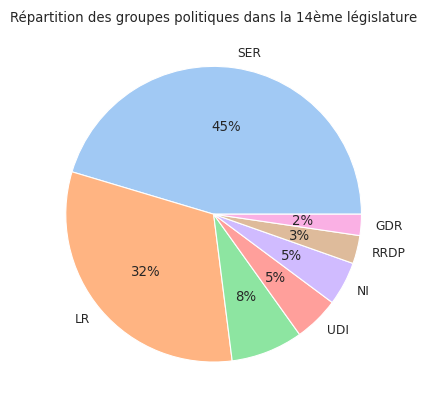 Répartition des groupes politiques dans la 14ème législature
SER
45%
LR
32%
8%
UDI
5%
NI
5%
RRDP
3%
GDR
2%